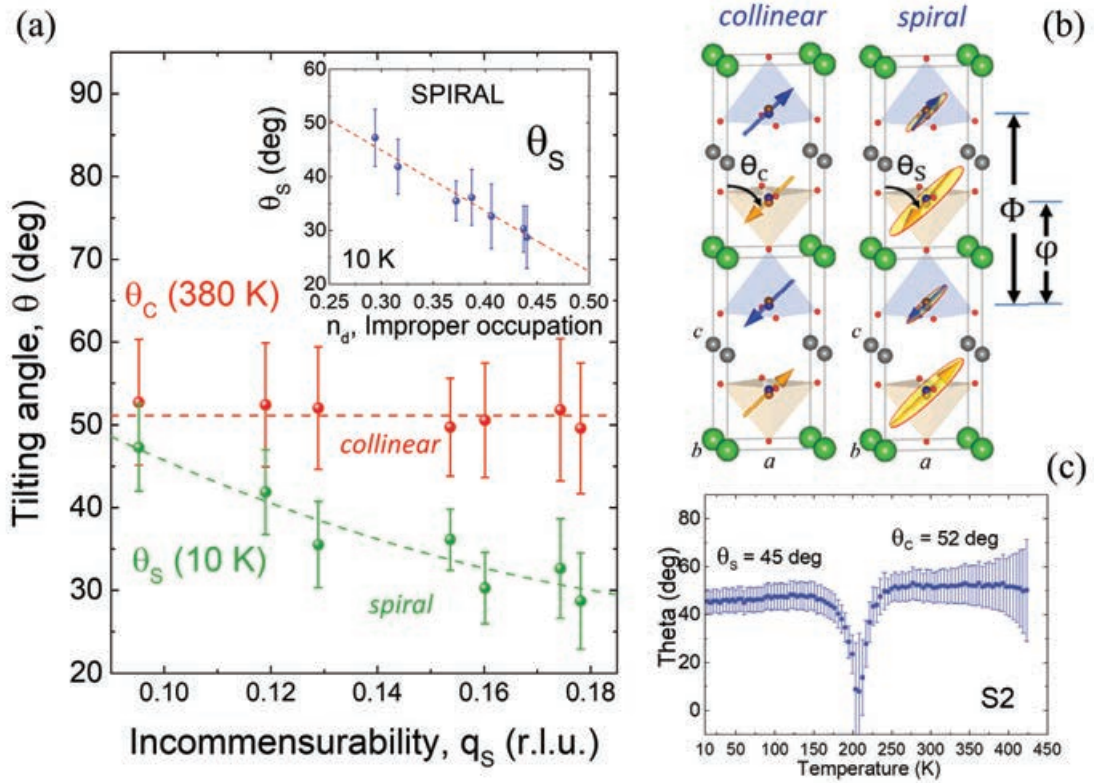 (a)
Tilting angle, θ (deg)
95
90
80
70
60
50
40
30
20
0.10
0.12
0.14
0.16
0.18
Incommensurability, qS (r.l.u.)
θC (380 K)
collinear
θS (10 K)
spiral
SPIRAL
θS
θ_S (deg)
60
50
40
30
20
10 K
0.25 0.30 0.35 0.40 0.45 0.50
nd, Improper occupation
collinear
spiral
(b)
θC
θS
Φ
φ
c
c
b
a
b
a
(c)
Theta (deg)
80
60
40
20
0
θS = 45 deg
θC = 52 deg
S2
10 50 100 150 200 250 300 350 400 450
Temperature (K)